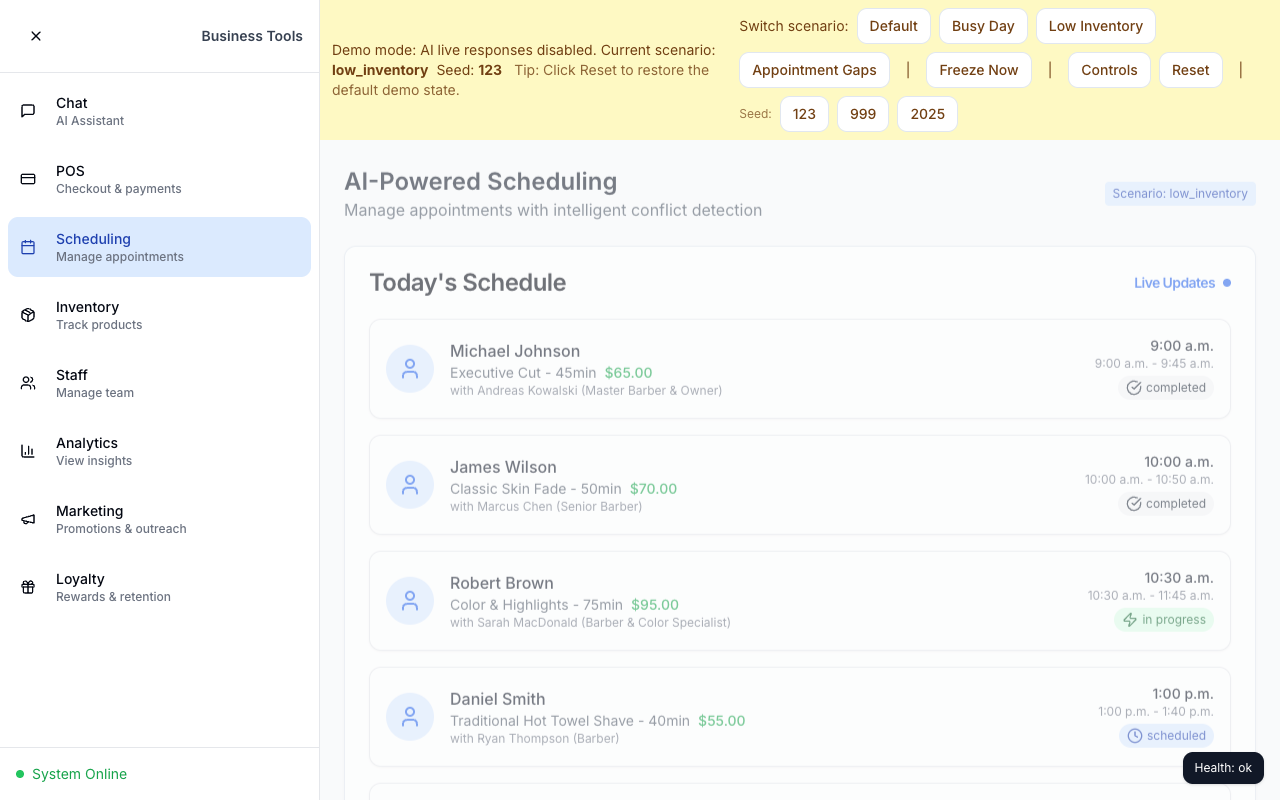 Business Tools
Chat
AI Assistant
POS
Checkout & payments
Scheduling
Manage appointments
Inventory
Track products
Staff
Manage team
Analytics
View insights
Marketing
Promotions & outreach
Loyalty
Rewards & retention
System Online
Demo mode: AI live responses disabled. Current scenario:
low_inventory Seed: 123 Tip: Click Reset to restore the
default demo state.
Switch scenario: Default Busy Day Low Inventory
Appointment Gaps | Freeze Now | Controls Reset |
Seed: 123 999 2025
AI-Powered Scheduling
Manage appointments with intelligent conflict detection
Scenario: low_inventory
Today's Schedule
Live Updates
Michael Johnson
Executive Cut - 45min $65.00
with Andreas Kowalski (Master Barber & Owner)
9:00 a.m.
9:00 a.m. - 9:45 a.m.
completed
James Wilson
Classic Skin Fade - 50min $70.00
with Marcus Chen (Senior Barber)
10:00 a.m.
10:00 a.m. - 10:50 a.m.
completed
Robert Brown
Color & Highlights - 75min $95.00
with Sarah MacDonald (Barber & Color Specialist)
10:30 a.m.
10:30 a.m. - 11:45 a.m.
in progress
Daniel Smith
Traditional Hot Towel Shave - 40min $55.00
with Ryan Thompson (Barber)
1:00 p.m.
1:00 p.m. - 1:40 p.m.
scheduled
Health: ok